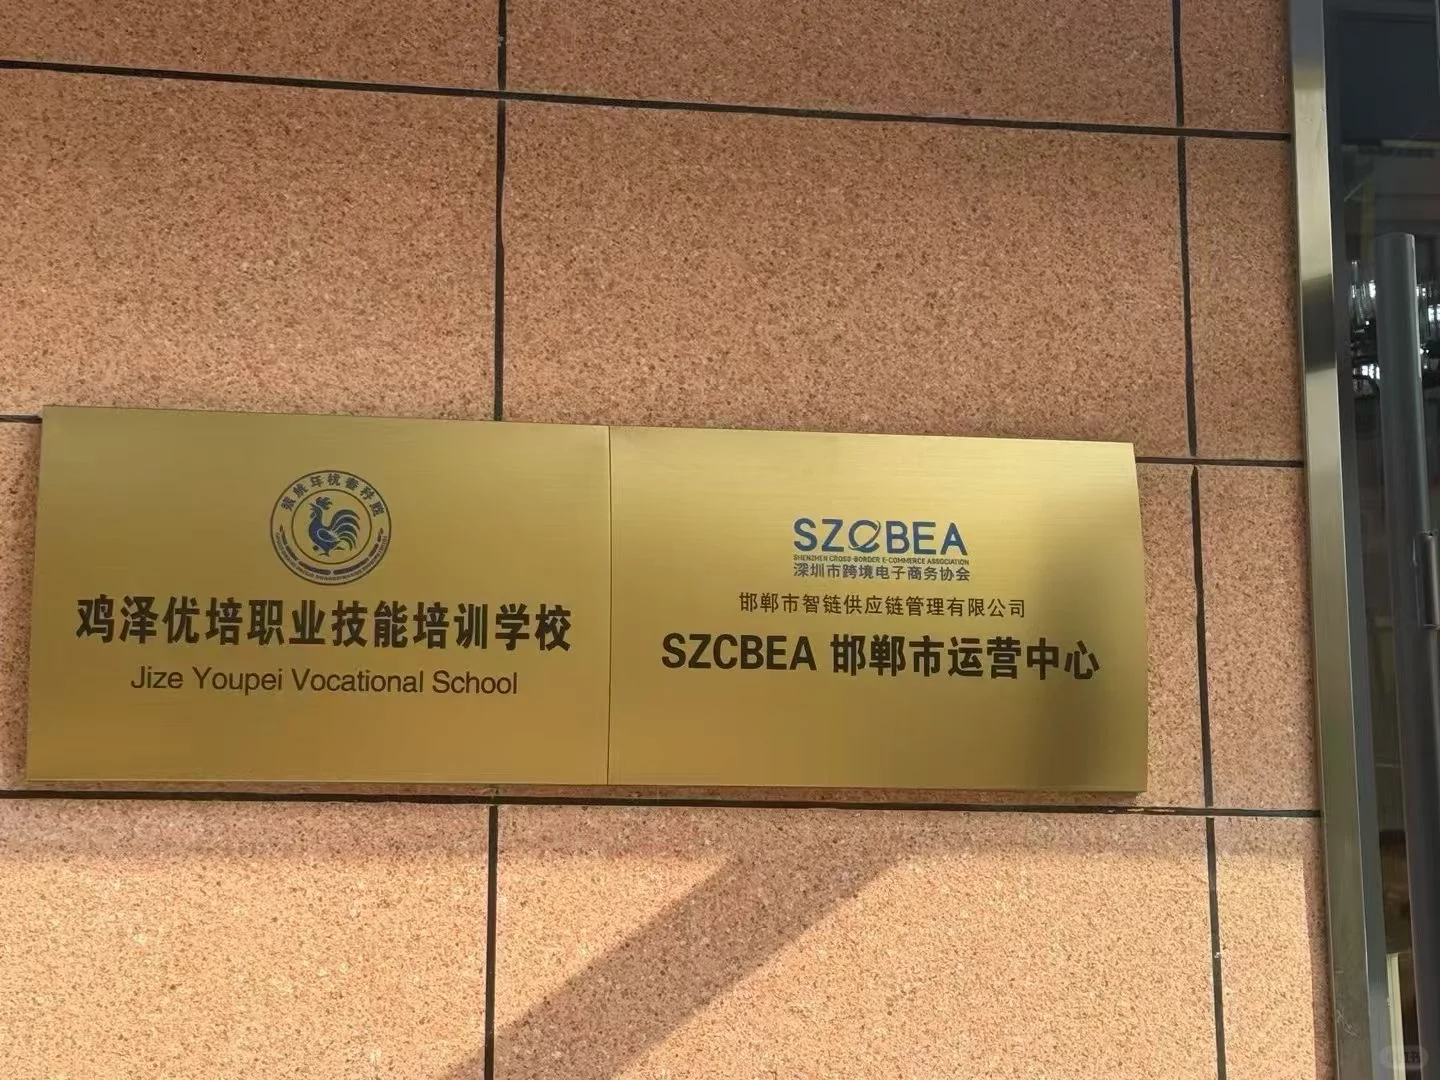 鸡泽优培职业技能培训学校
Jize Youpei Vocational School
SZCBEA
SHENZHEN CROSS-BORDER E-COMMERCE ASSOCIATION
深圳市跨境电子商务协会
邯郸市智链供应链管理有限公司
SZCBEA 邯郸市运营中心